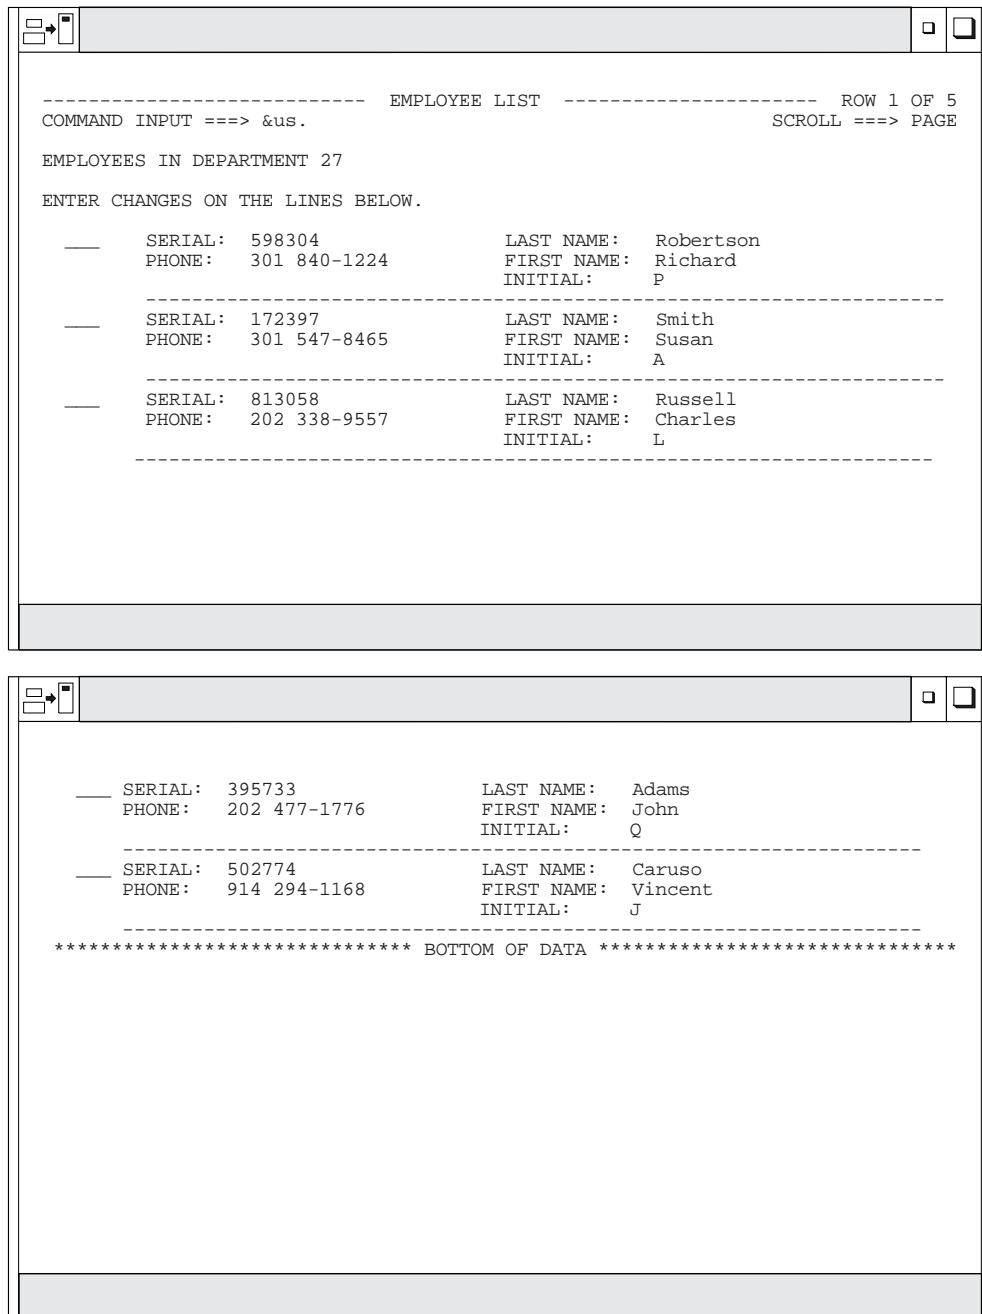 ---------------------------- EMPLOYEE LIST ---------------------- ROW 1 OF 5
COMMAND INPUT ===> &us. SCROLL ===> PAGE
EMPLOYEES IN DEPARTMENT 27
ENTER CHANGES ON THE LINES BELOW.
___ SERIAL: 598304 LAST NAME: Robertson
PHONE: 301 840-1224 FIRST NAME: Richard
INITIAL: P
---------------------------------------------------------------------
___ SERIAL: 172397 LAST NAME: Smith
PHONE: 301 547-8465 FIRST NAME: Susan
INITIAL: A
---------------------------------------------------------------------
___ SERIAL: 813058 LAST NAME: Russell
PHONE: 202 338-9557 FIRST NAME: Charles
INITIAL: L
---------------------------------------------------------------------
___ SERIAL: 395733 LAST NAME: Adams
PHONE: 202 477-1776 FIRST NAME: John
INITIAL: Q
---------------------------------------------------------------------
___ SERIAL: 502774 LAST NAME: Caruso
PHONE: 914 294-1168 FIRST NAME: Vincent
INITIAL: J
---------------------------------------------------------------------
******************************* BOTTOM OF DATA *******************************